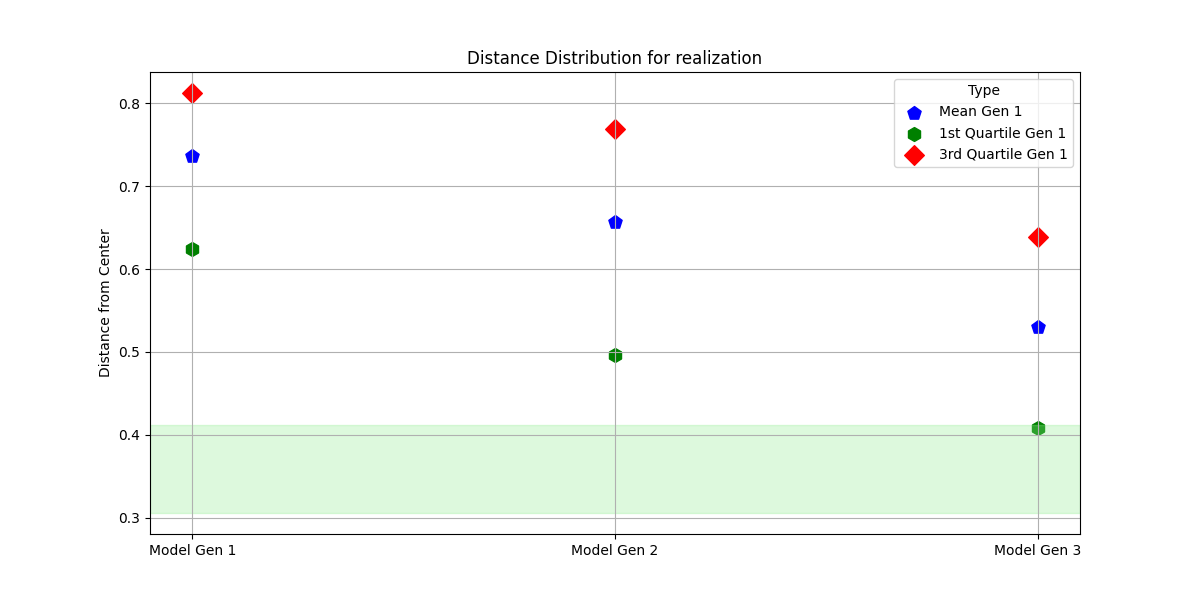 Distance Distribution for realization
Distance from Center
0.8
0.7
0.6
0.5
0.4
0.3
Type
Mean Gen 1
1st Quartile Gen 1
3rd Quartile Gen 1
Model Gen 1
Model Gen 2
Model Gen 3